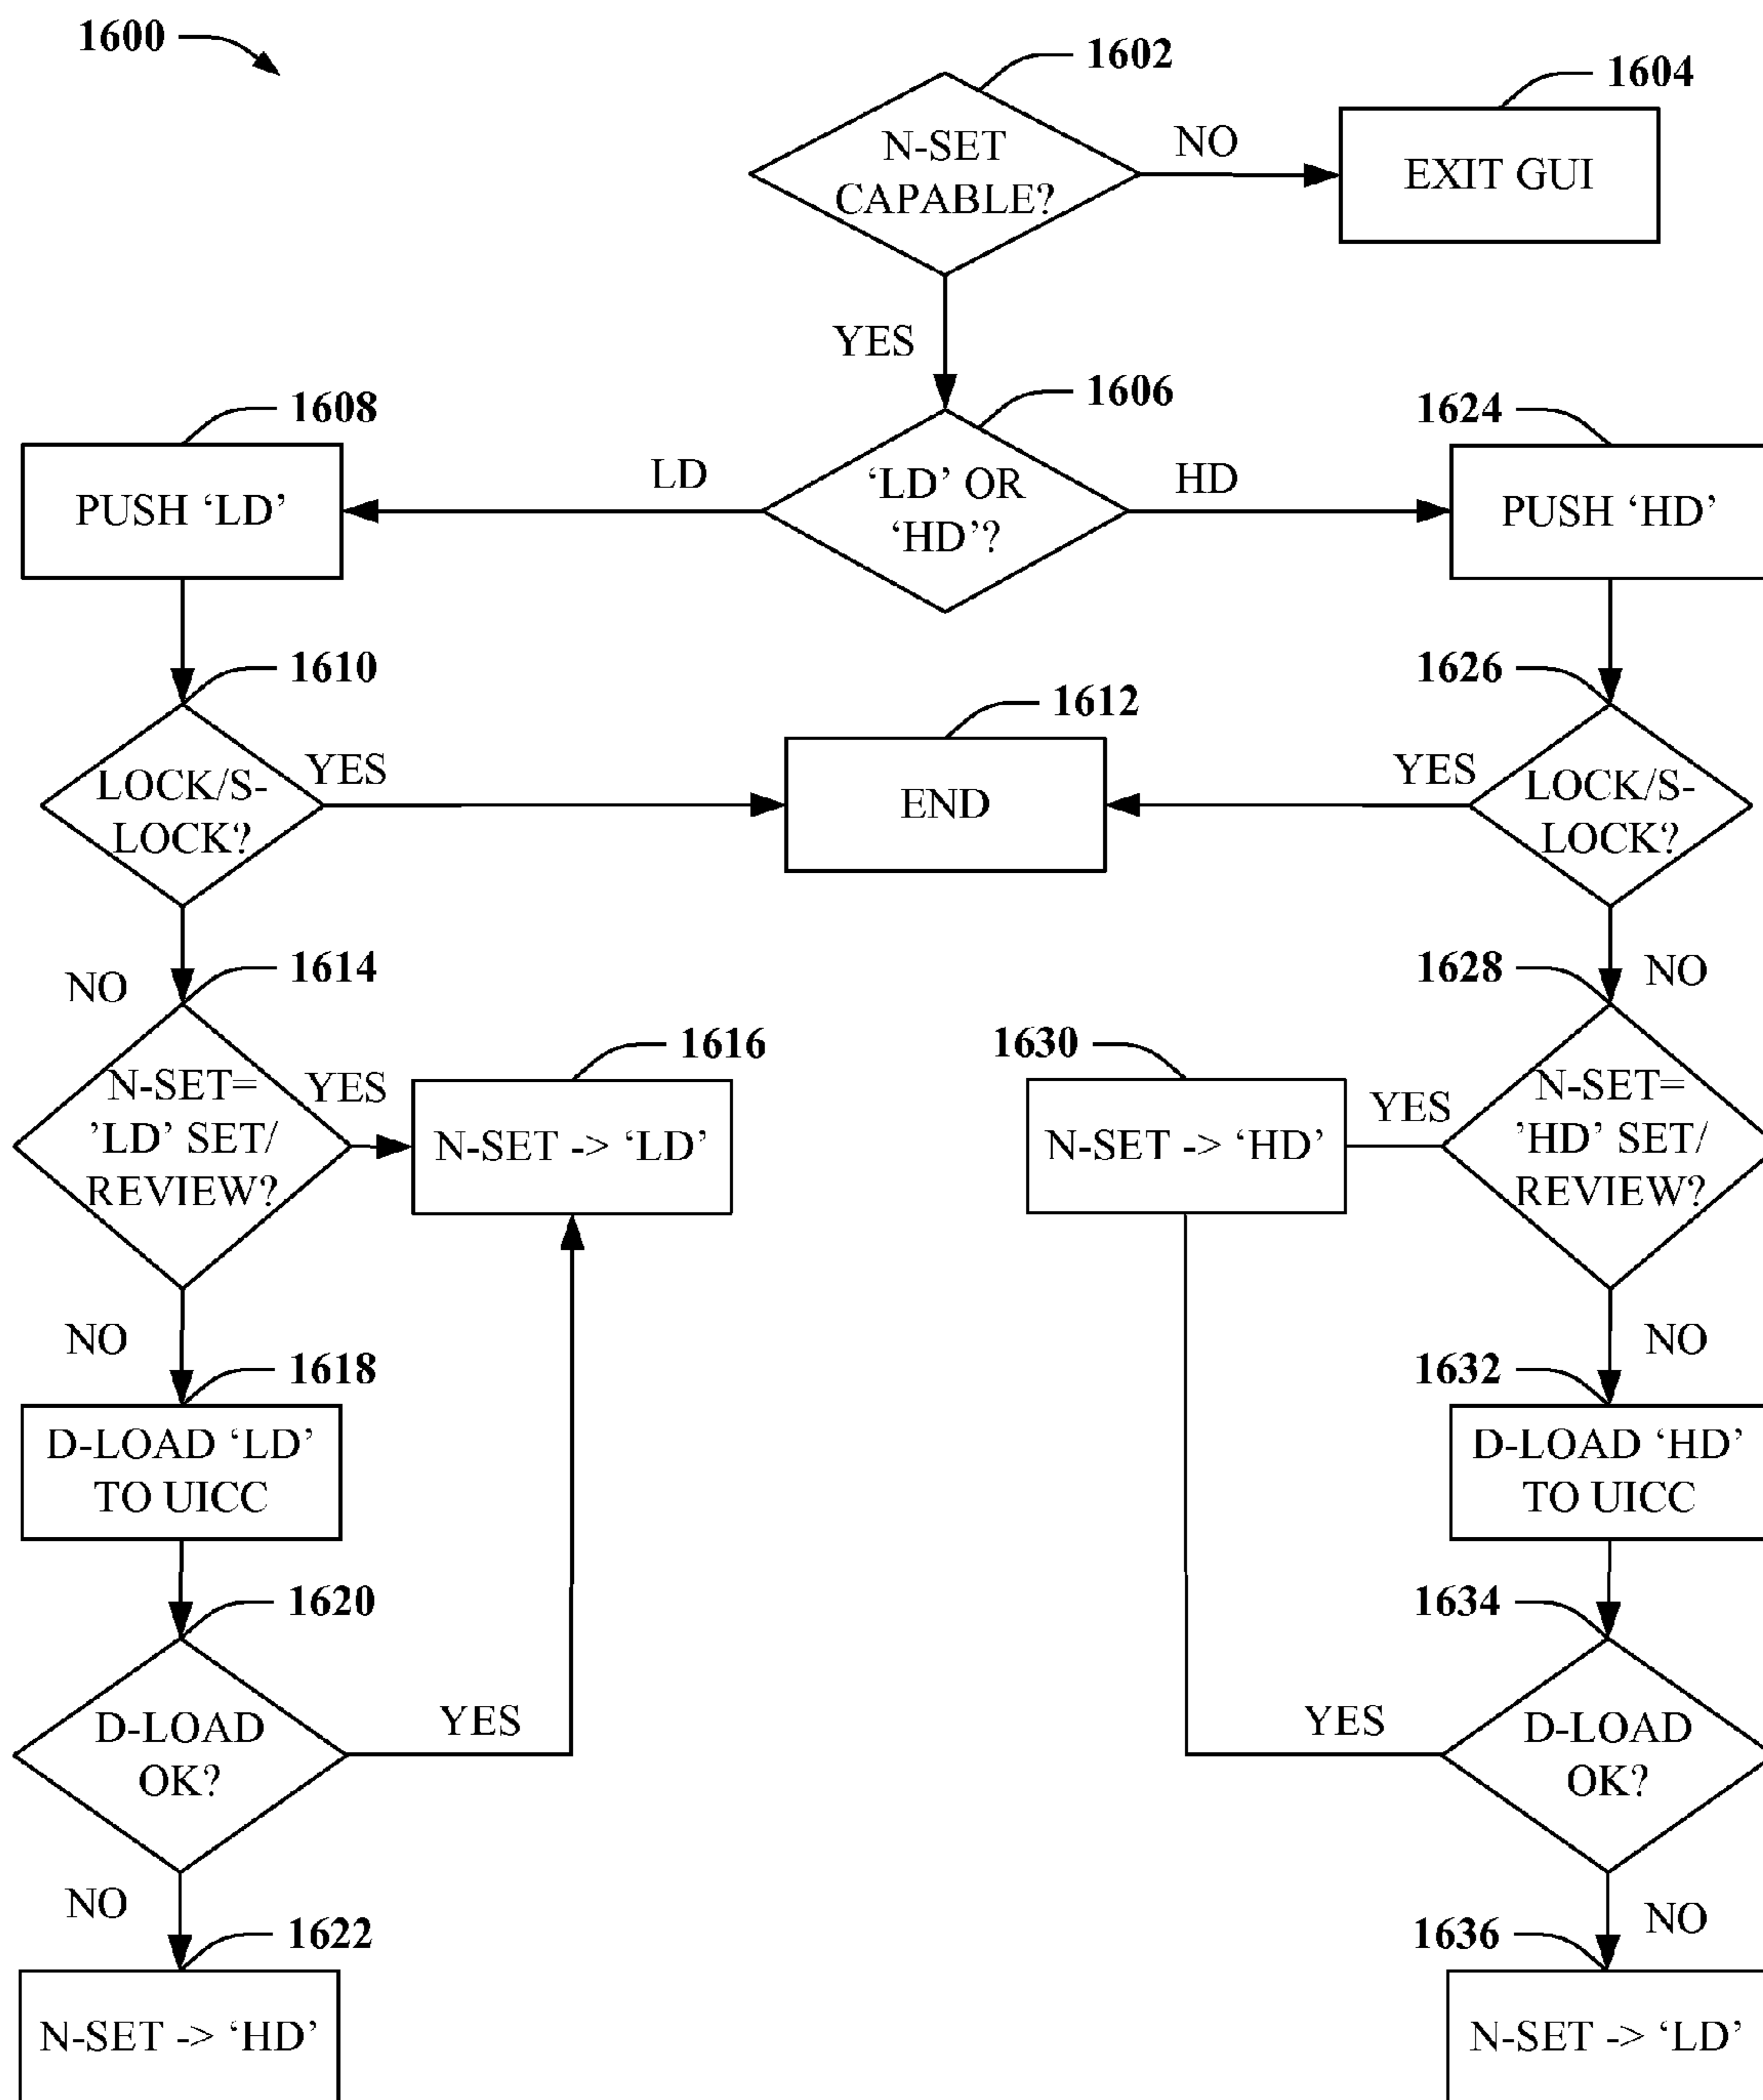 1600
1602
1604
N-SET
CAPABLE?
NO
EXIT GUI
YES
1606
1608
1624
PUSH ‘LD’
LD
‘LD’ OR
‘HD’?
HD
PUSH ‘HD’
1610
1612
1626
LOCK/S-
LOCK?
YES
END
YES
LOCK/S-
LOCK?
NO
1614
1628
NO
1616
1630
N-SET=
’LD’ SET/
REVIEW?
YES
N-SET -> ‘LD’
N-SET -> ‘HD’
YES
N-SET=
’HD’ SET/
REVIEW?
NO
NO
1618
1632
D-LOAD ‘LD’
TO UICC
D-LOAD ‘HD’
TO UICC
1620
1634
D-LOAD
OK?
YES
YES
D-LOAD
OK?
NO
NO
1622
1636
N-SET -> ‘HD’
N-SET -> ‘LD’